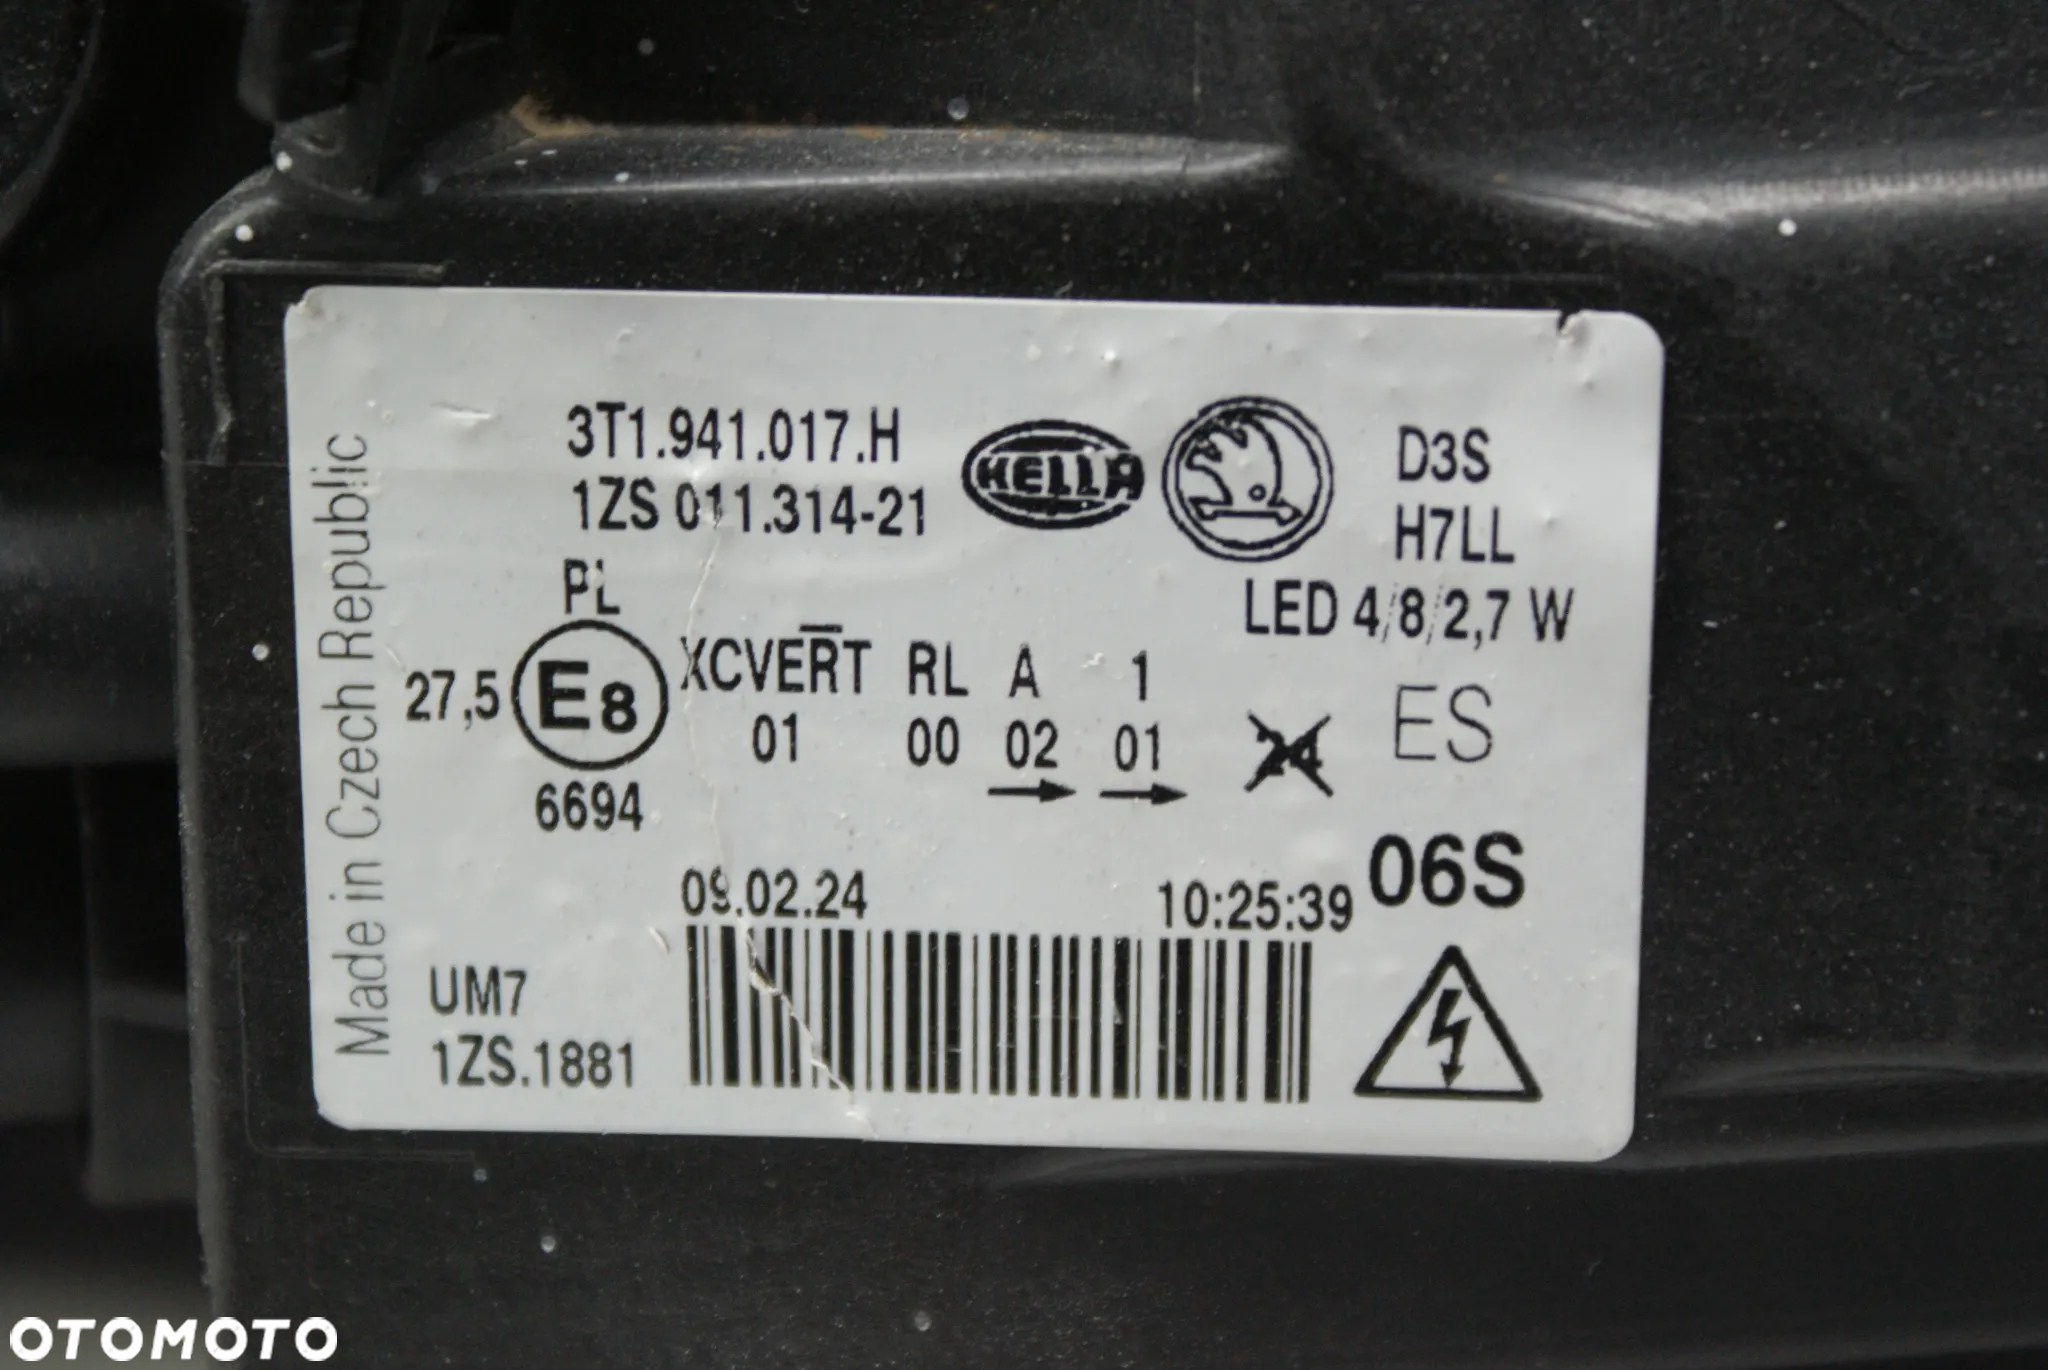 Made in Czech Republic
3T1.941.017.H
1ZS 011.314-21
HELLA
D3S
H7LL
LED 4/8/2,7 W
PL
27,5 E8 XCVERT RL A 1
01 00 02 01 24 ES
6694
09.02.24 10:25:39 06S
UM7
1ZS.1881
OTOMOTO